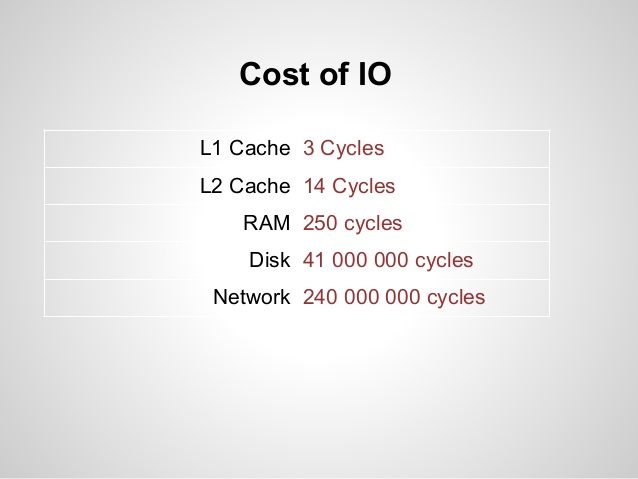 Cost of IO
L1 Cache 3 Cycles
L2 Cache 14 Cycles
RAM 250 cycles
Disk 41 000 000 cycles
Network 240 000 000 cycles